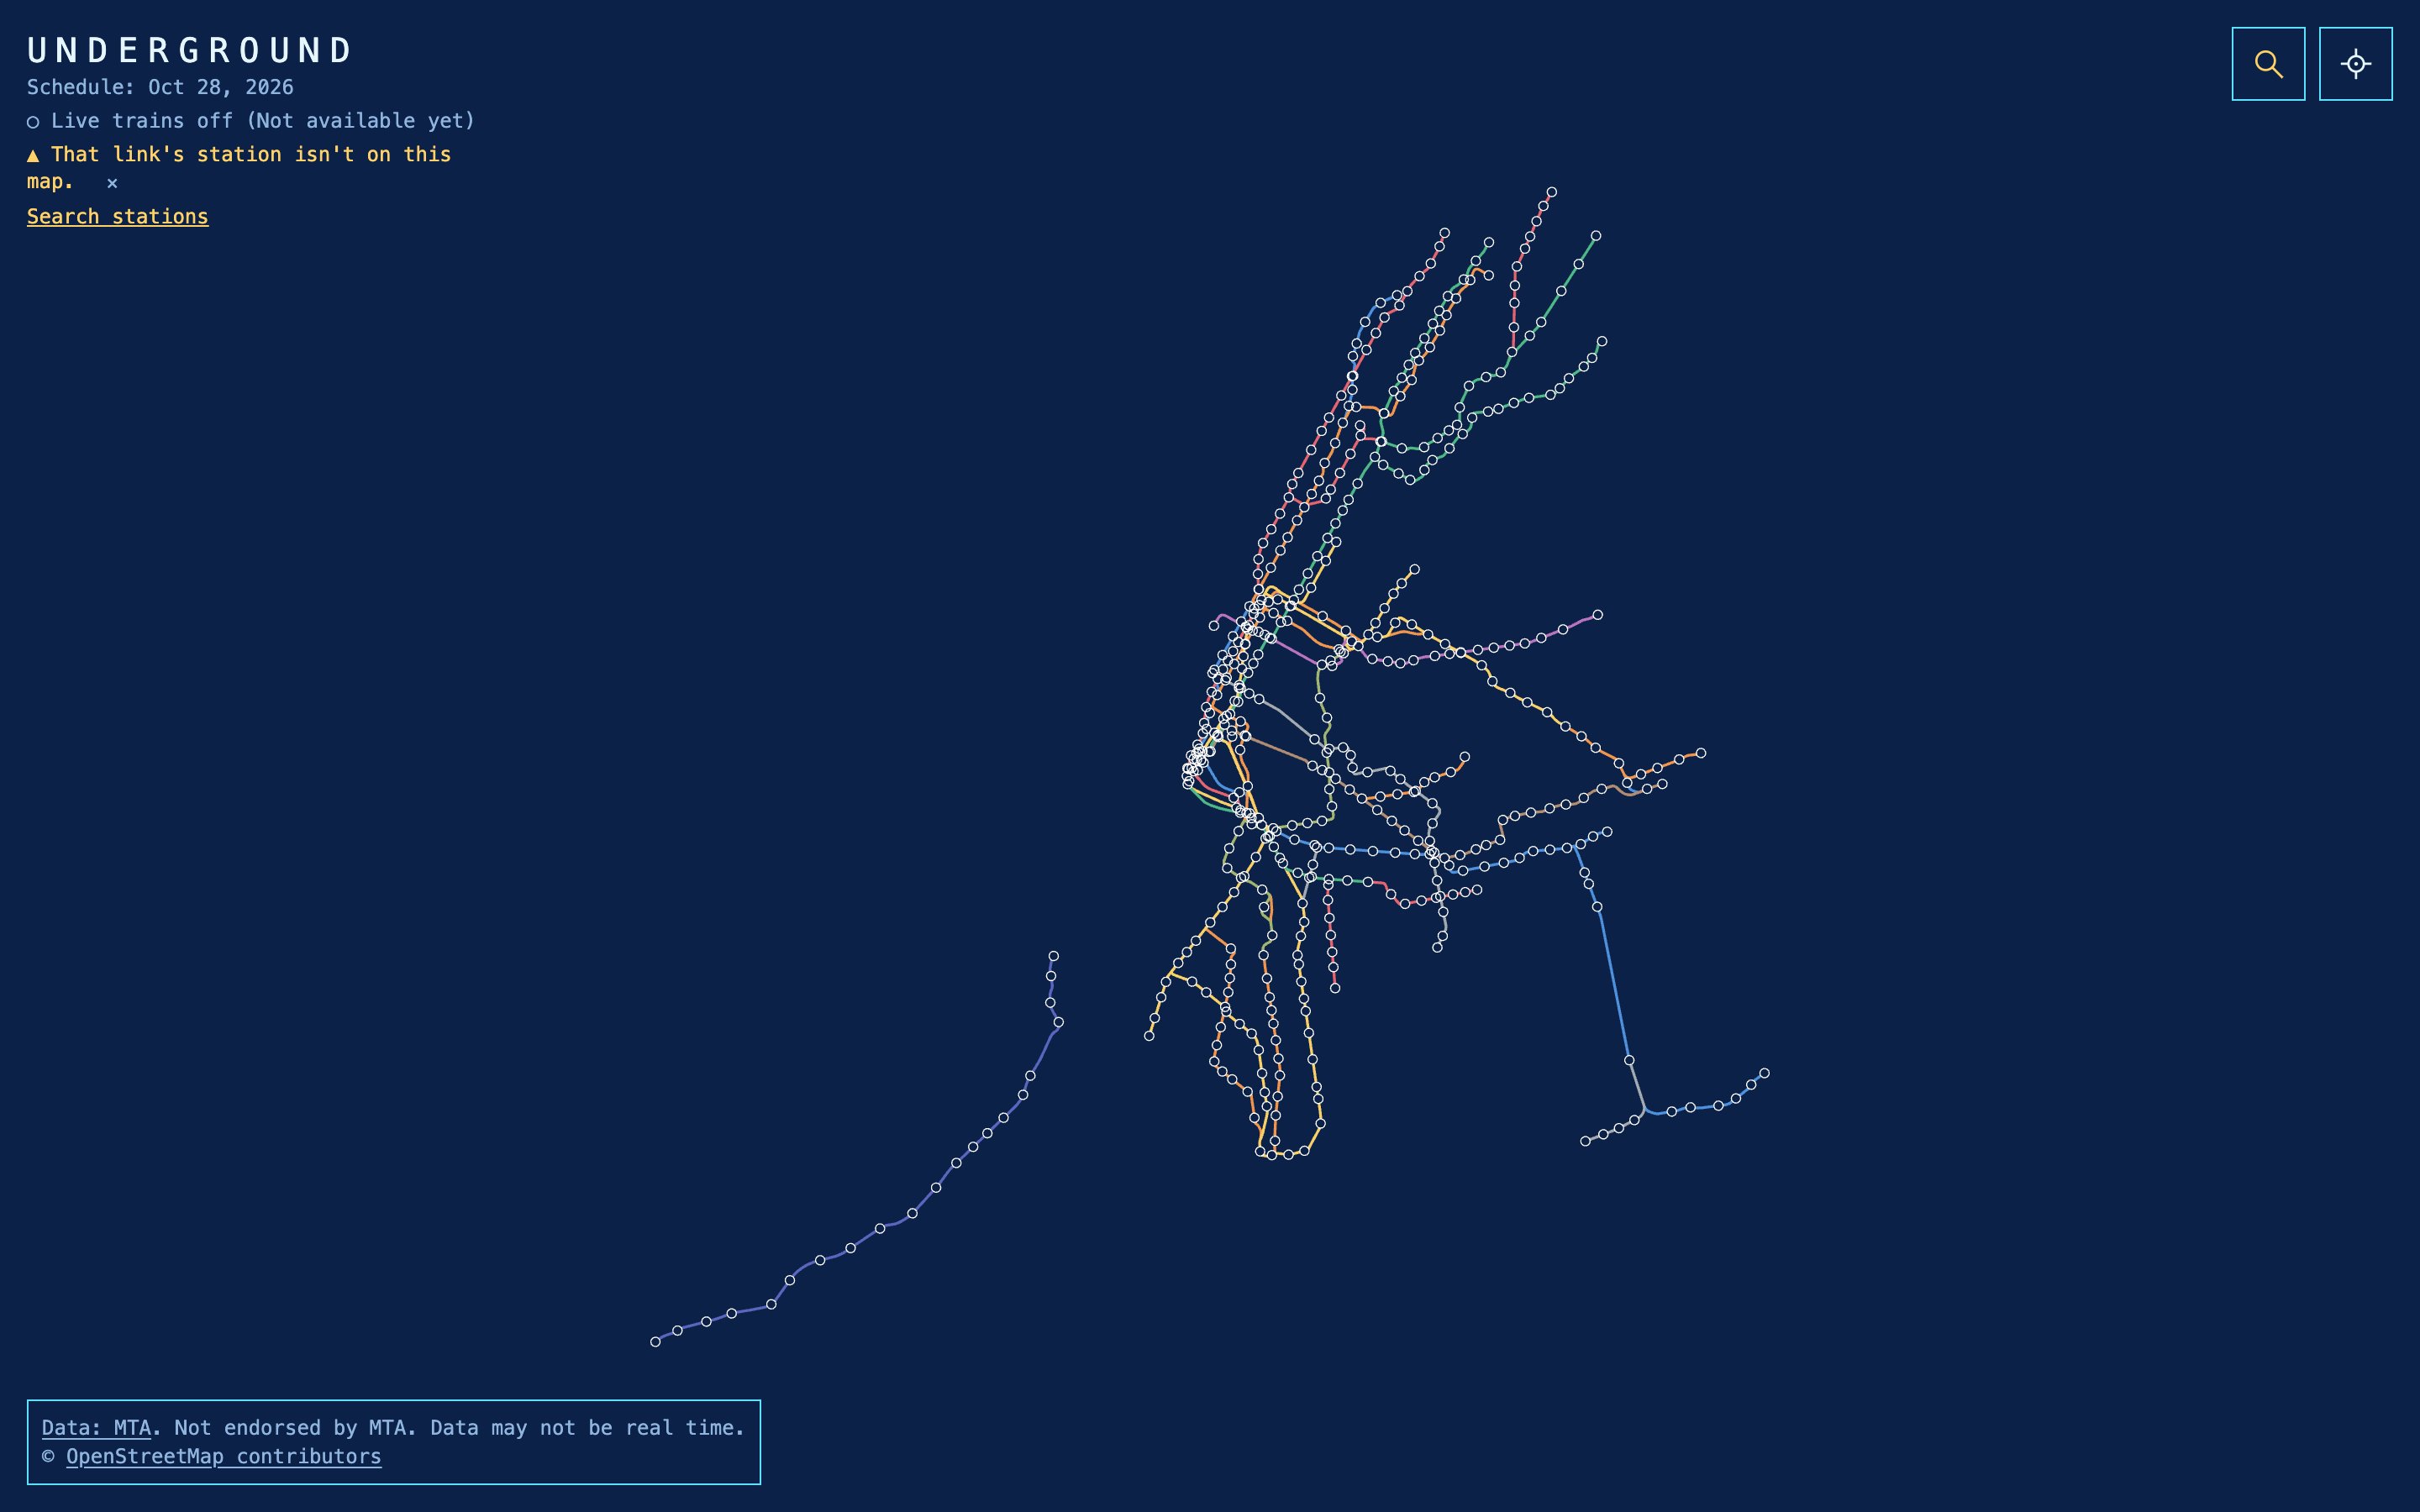 UNDERGROUND
Schedule: Oct 28, 2026
○ Live trains off (Not available yet)
▲ That link's station isn't on this
map. ×
Search stations
Data: MTA. Not endorsed by MTA. Data may not be real time.
© OpenStreetMap contributors